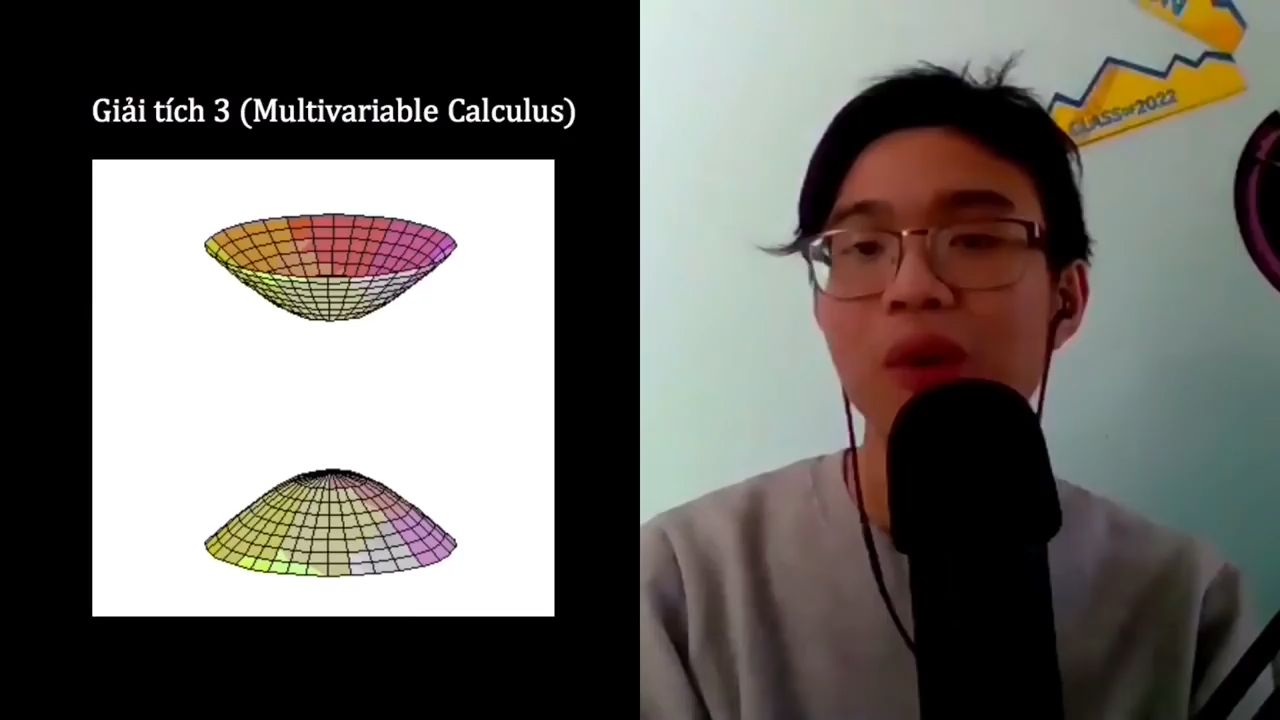 Giải tích 3 (Multivariable Calculus)
CLASS OF 2022